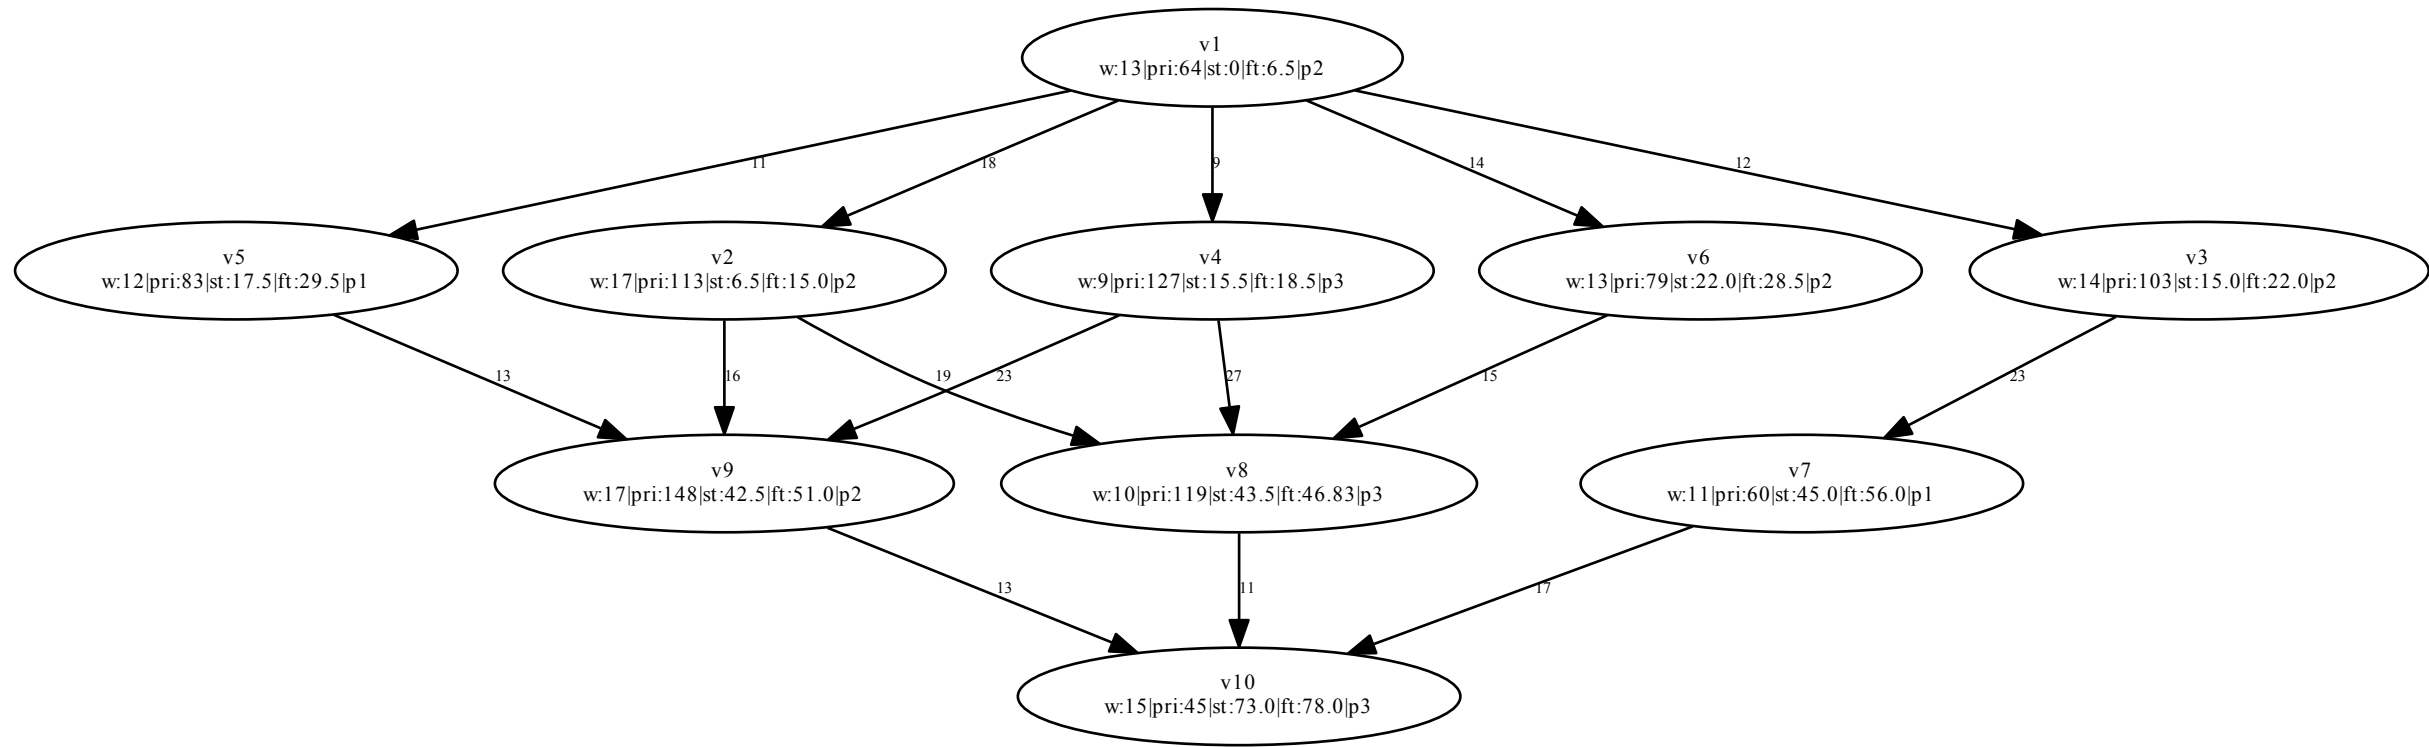 v1
w:13|pri:64|st:0|ft:6.5|p2
11
18
9
14
12
v5
w:12|pri:83|st:17.5|ft:29.5|p1
v2
w:17|pri:113|st:6.5|ft:15.0|p2
v4
w:9|pri:127|st:15.5|ft:18.5|p3
v6
w:13|pri:79|st:22.0|ft:28.5|p2
v3
w:14|pri:103|st:15.0|ft:22.0|p2
13
16
19
23
27
15
23
v9
w:17|pri:148|st:42.5|ft:51.0|p2
v8
w:10|pri:119|st:43.5|ft:46.83|p3
v7
w:11|pri:60|st:45.0|ft:56.0|p1
13
11
17
v10
w:15|pri:45|st:73.0|ft:78.0|p3